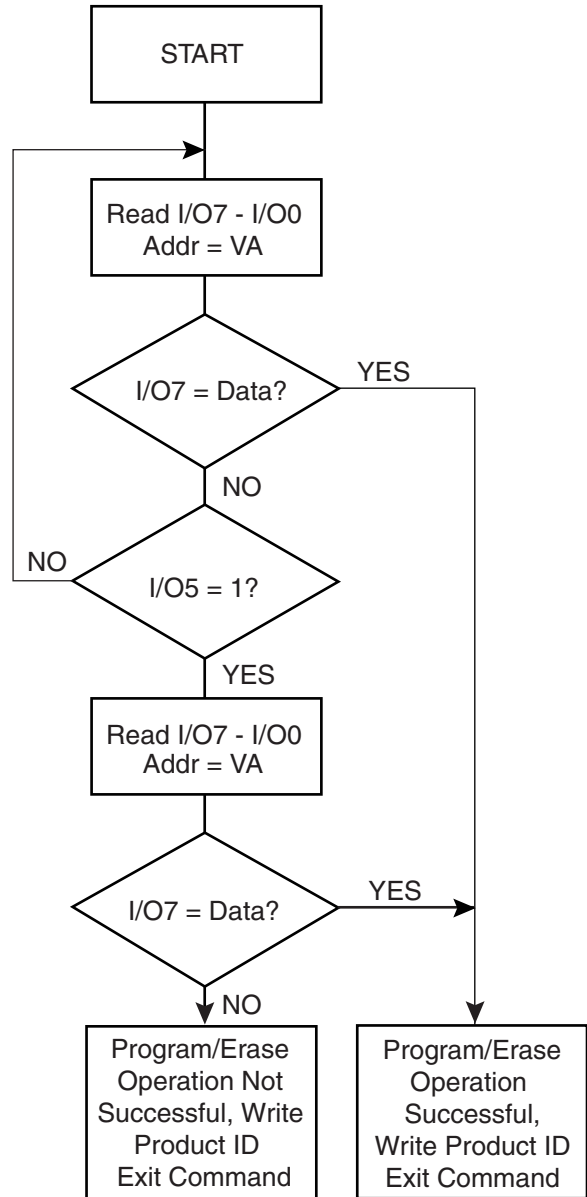 START
Read I/O7 - I/O0
Addr = VA
I/O7 = Data?
YES
NO
NO
I/O5 = 1?
YES
Read I/O7 - I/O0
Addr = VA
I/O7 = Data?
YES
NO
Program/Erase
Operation Not
Successful, Write
Product ID
Exit Command
Program/Erase
Operation
Successful,
Write Product ID
Exit Command